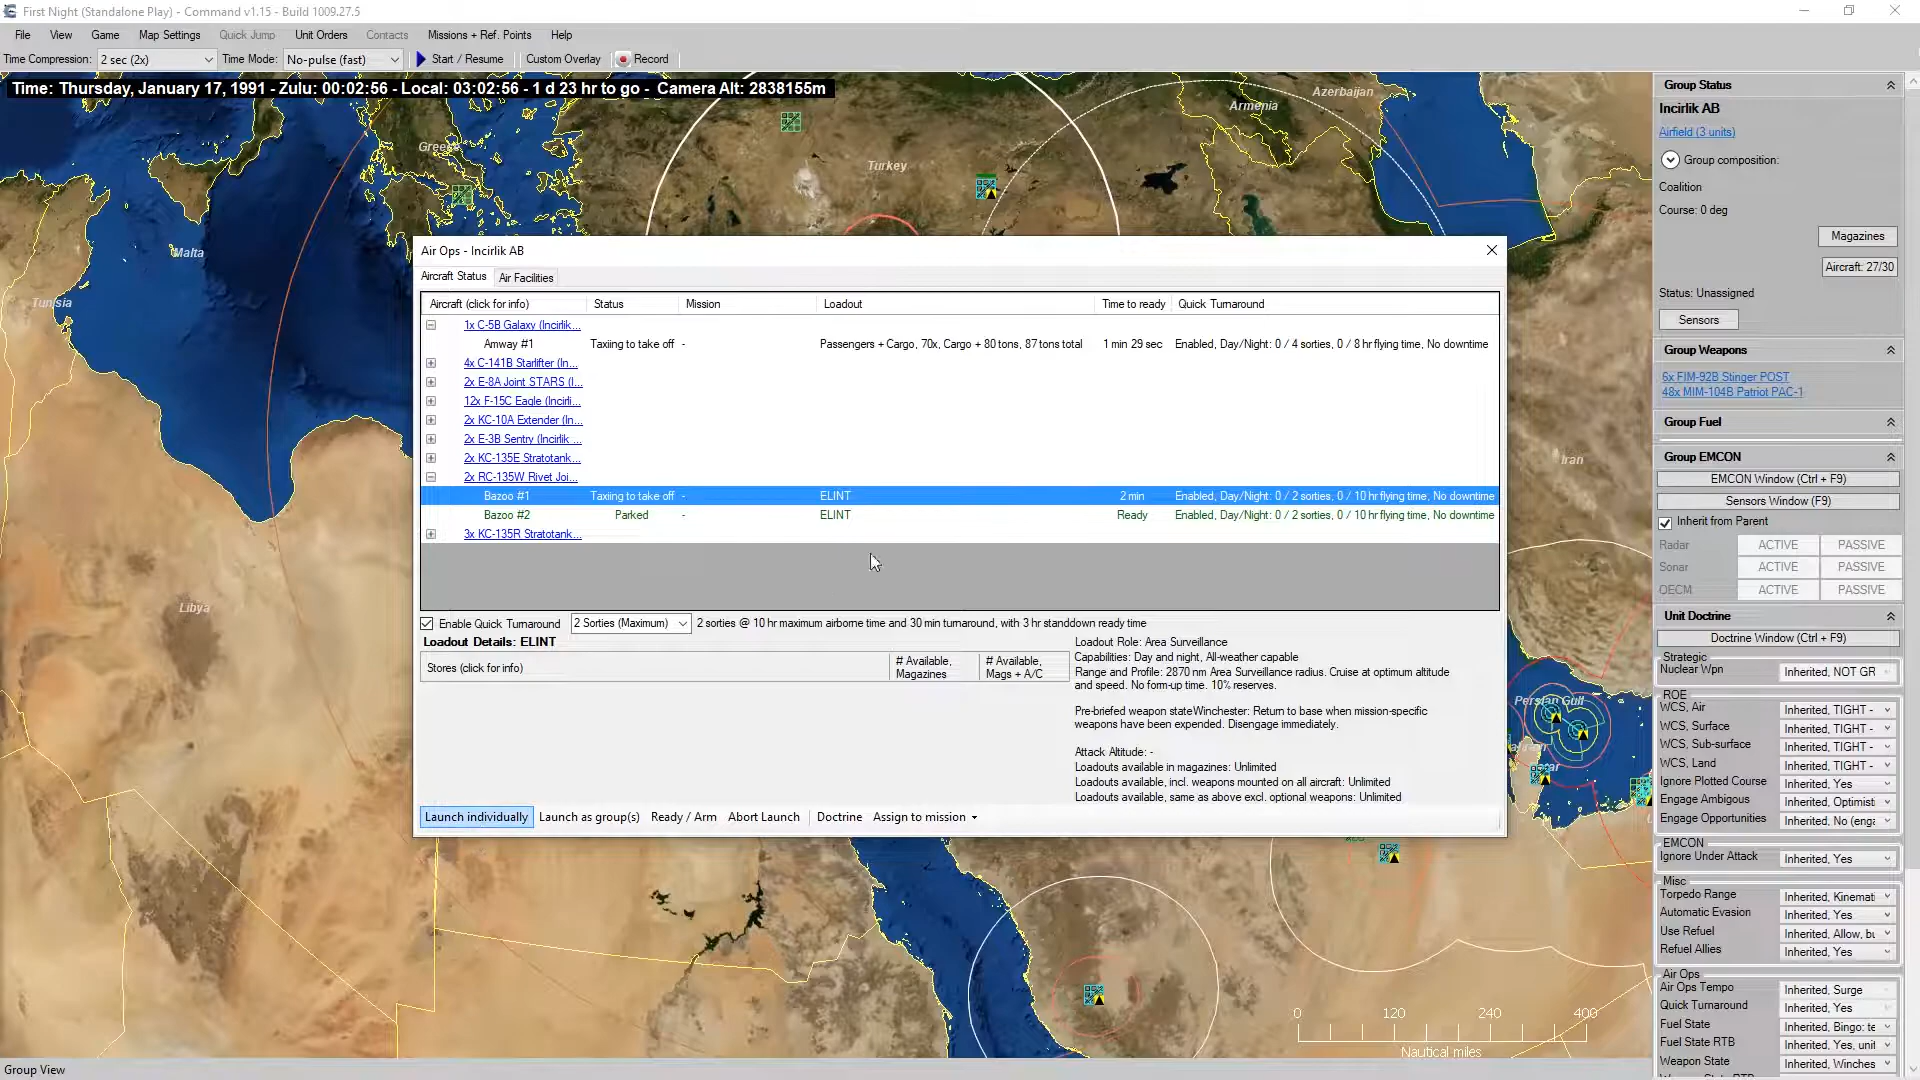 First Night (Standalone Play) - Command v1.15 - Build 1009.27.5
File View Game Map Settings Quick Jump Unit Orders Contacts Missions + Ref. Points Help
Time Compression: 2 sec (2x) Time Mode: No-pulse (fast) Start / Resume Custom Overlay Record
Time: Thursday, January 17, 1991 - Zulu: 00:02:56 - Local: 03:02:56 - 1 d 23 hr to go - Camera Alt: 2838155m
Azerbaijan
Armenia
Greece
Turkey
Malta
Tunisia
Libya
Iran
Persian Gulf
Air Ops - Incirlik AB
Aircraft Status Air Facilities
Aircraft (click for info) Status Mission Loadout Time to ready Quick Turnaround
1x C-5B Galaxy (Incirlik...
Amway #1 Taxiing to take off - Passengers + Cargo, 70x, Cargo + 80 tons, 87 tons total 1 min 29 sec Enabled, Day/Night: 0 / 4 sorties, 0 / 8 hr flying time, No downtime
4x C-141B Starlifter (In...
2x E-8A Joint STARS (I...
12x F-15C Eagle (Incirli...
2x KC-10A Extender (In...
2x E-3B Sentry (Incirlik ...
2x KC-135E Stratotank...
2x RC-135W Rivet Joi...
Bazoo #1 Taxiing to take off - ELINT 2 min Enabled, Day/Night: 0 / 2 sorties, 0 / 10 hr flying time, No downtime
Bazoo #2 Parked - ELINT Ready Enabled, Day/Night: 0 / 2 sorties, 0 / 10 hr flying time, No downtime
3x KC-135R Stratotank...
Enable Quick Turnaround 2 Sorties (Maximum) 2 sorties @ 10 hr maximum airborne time and 30 min turnaround, with 3 hr standdown ready time
Loadout Details: ELINT
Stores (click for info) # Available, Magazines # Available, Mags + A/C
Loadout Role: Area Surveillance
Capabilities: Day and night, All-weather capable
Range and Profile: 2870 nm Area Surveillance radius. Cruise at optimum altitude
and speed. No form-up time. 10% reserves.
Pre-briefed weapon stateWinchester: Return to base when mission-specific
weapons have been expended. Disengage immediately.
Attack Altitude: -
Loadouts available in magazines: Unlimited
Loadouts available, incl. weapons mounted on all aircraft: Unlimited
Loadouts available, same as above excl. optional weapons: Unlimited
Launch individually Launch as group(s) Ready / Arm Abort Launch Doctrine Assign to mission
0 120 240 400
Nautical miles
Group View
Group Status
Incirlik AB
Airfield (3 units)
Group composition:
Coalition
Course: 0 deg
Magazines
Aircraft: 27/30
Status: Unassigned
Sensors
Group Weapons
6x FIM-92B Stinger POST
48x MIM-104B Patriot PAC-1
Group Fuel
Group EMCON
EMCON Window (Ctrl + F9)
Sensors Window (F9)
Inherit from Parent
Radar ACTIVE PASSIVE
Sonar ACTIVE PASSIVE
OECM ACTIVE PASSIVE
Unit Doctrine
Doctrine Window (Ctrl + F9)
Strategic
Nuclear Wpn Inherited, NOT GR
ROE
WCS, Air Inherited, TIGHT -
WCS, Surface Inherited, TIGHT -
WCS, Sub-surface Inherited, TIGHT -
WCS, Land Inherited, TIGHT -
Ignore Plotted Course Inherited, Yes
Engage Ambiguous Inherited, Optimisti
Engage Opportunities Inherited, No (enga
EMCON
Ignore Under Attack Inherited, Yes
Misc
Torpedo Range Inherited, Kinemati
Automatic Evasion Inherited, Yes
Use Refuel Inherited, Allow, bu
Refuel Allies Inherited, Yes
Air Ops
Air Ops Tempo Inherited, Surge
Quick Turnaround Inherited, Yes
Fuel State Inherited, Bingo: te
Fuel State RTB Inherited, Yes, unit
Weapon State Inherited, Winches